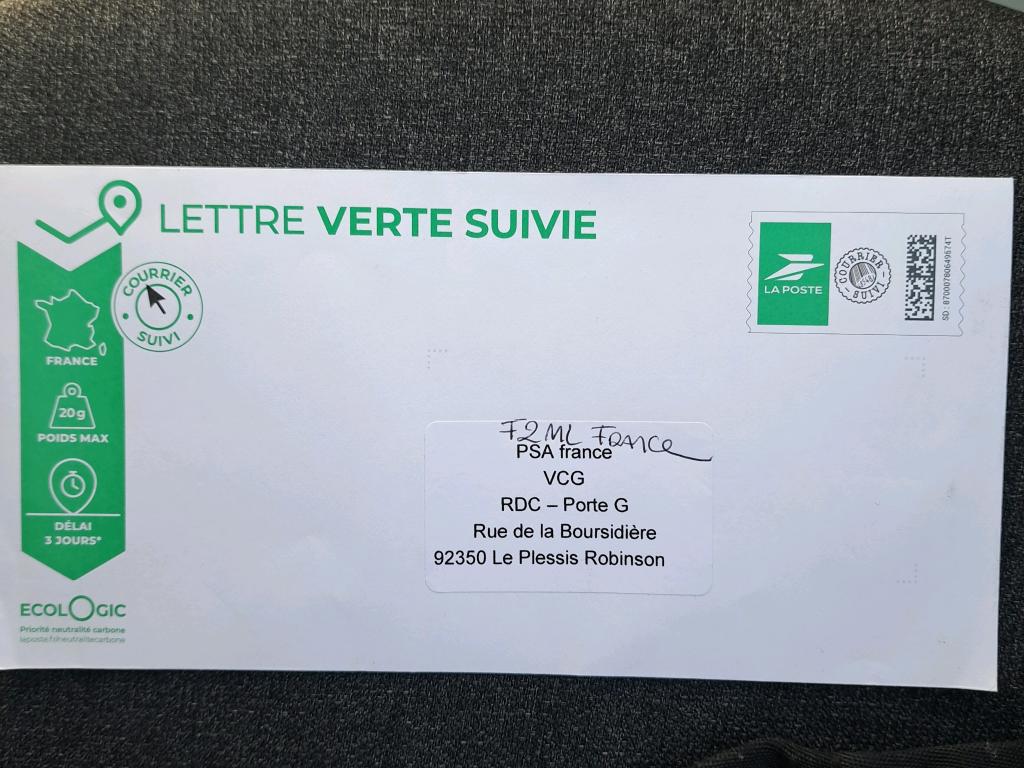 LETTRE VERTE SUIVIE
COURRIER
SUIVI
FRANCE
20g
POIDS MAX
DÉLAI
3 JOURS*
ECOLOGIC
Priorité neutralité carbone
laposte.fr/neutralitecarbone
LA POSTE
COURRIER
SUIVI
SD : 87000780649674T
F2ML FRANCE
PSA france
VCG
RDC – Porte G
Rue de la Boursidière
92350 Le Plessis Robinson